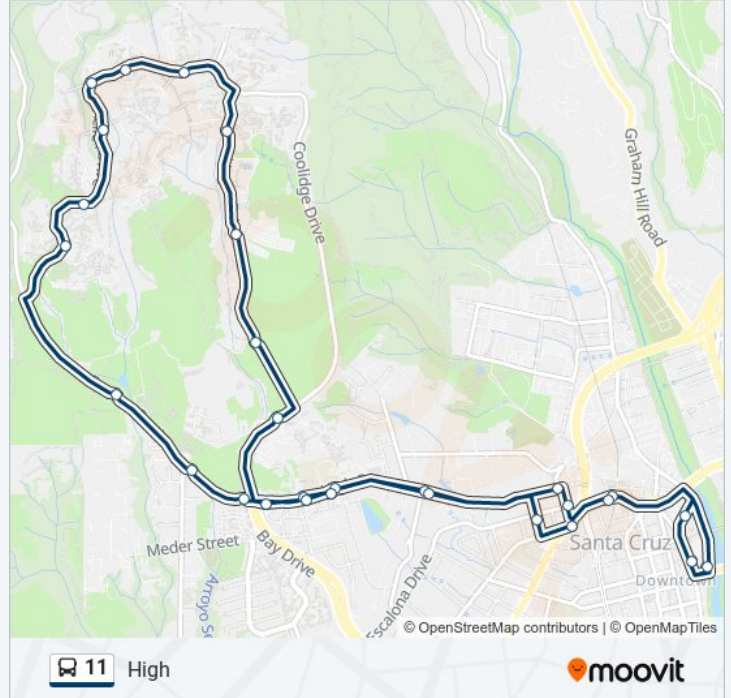 Coolidge Drive
Graham Hill Road
Meder Street
Bay Drive
Escalona Drive
Santa Cruz
Downtown
© OpenStreetMap contributors | © OpenMapTiles
11 High
moovit